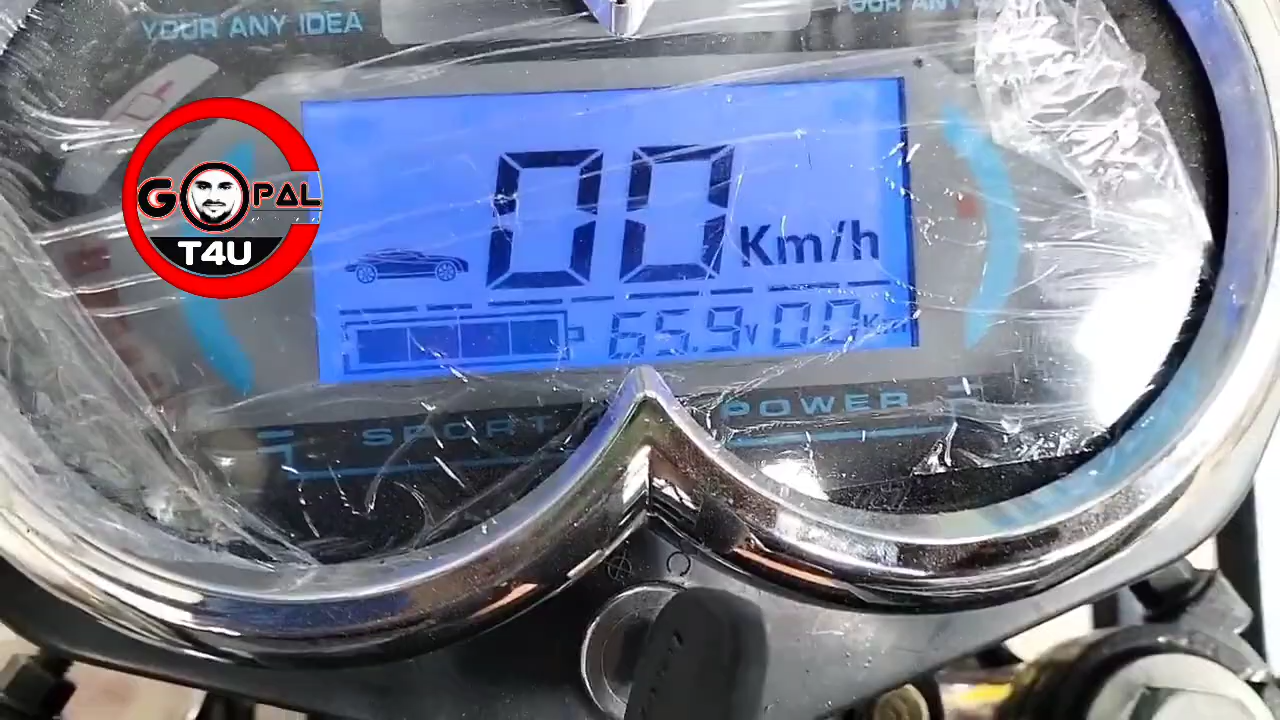 YOUR ANY IDEA
YOUR ANY
GOPAL
T4U
00 Km/h
65.9V 00 Km
SPORT POWER